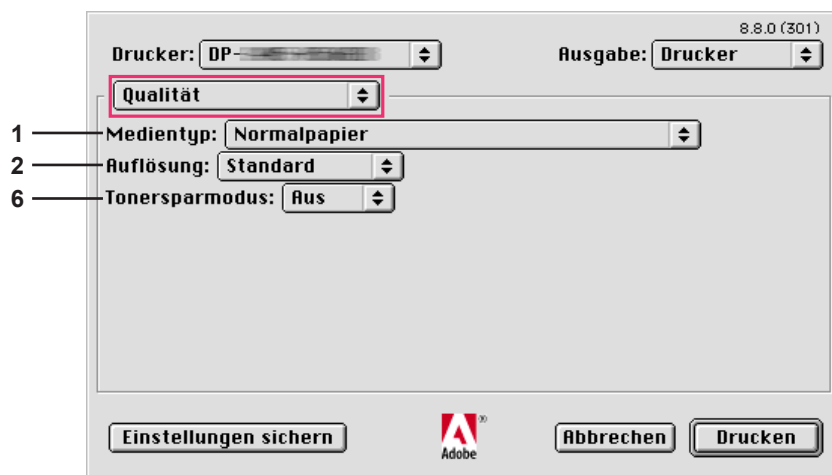 8.8.0 (301)
Drucker: DP-
Ausgabe: Drucker
Qualität
1 Medientyp: Normalpapier
2 Auflösung: Standard
6 Tonersparmodus: Aus
Einstellungen sichern
Adobe ®
Abbrechen
Drucken